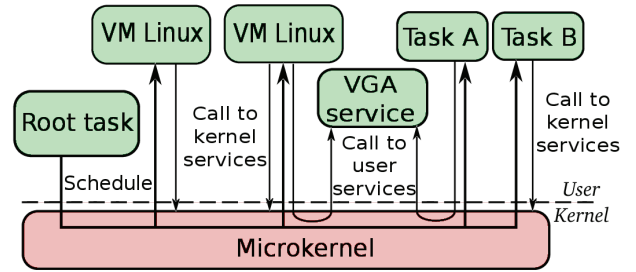 VM Linux
VM Linux
Task A
Task B
VGA
service
Root task
Call to
kernel
services
Call to
user
services
Call to
kernel
services
Schedule
User
Kernel
Microkernel